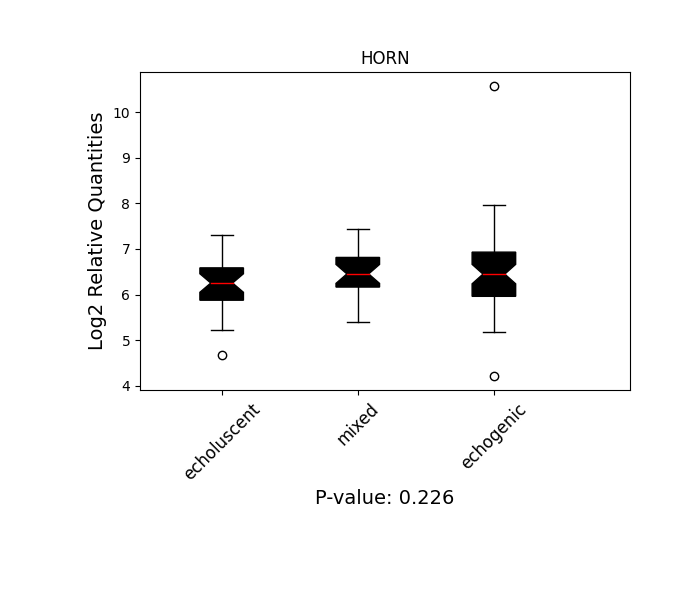 HORN
Log2 Relative Quantities
10
9
8
7
6
5
4
echoluscent
mixed
echogenic
P-value: 0.226